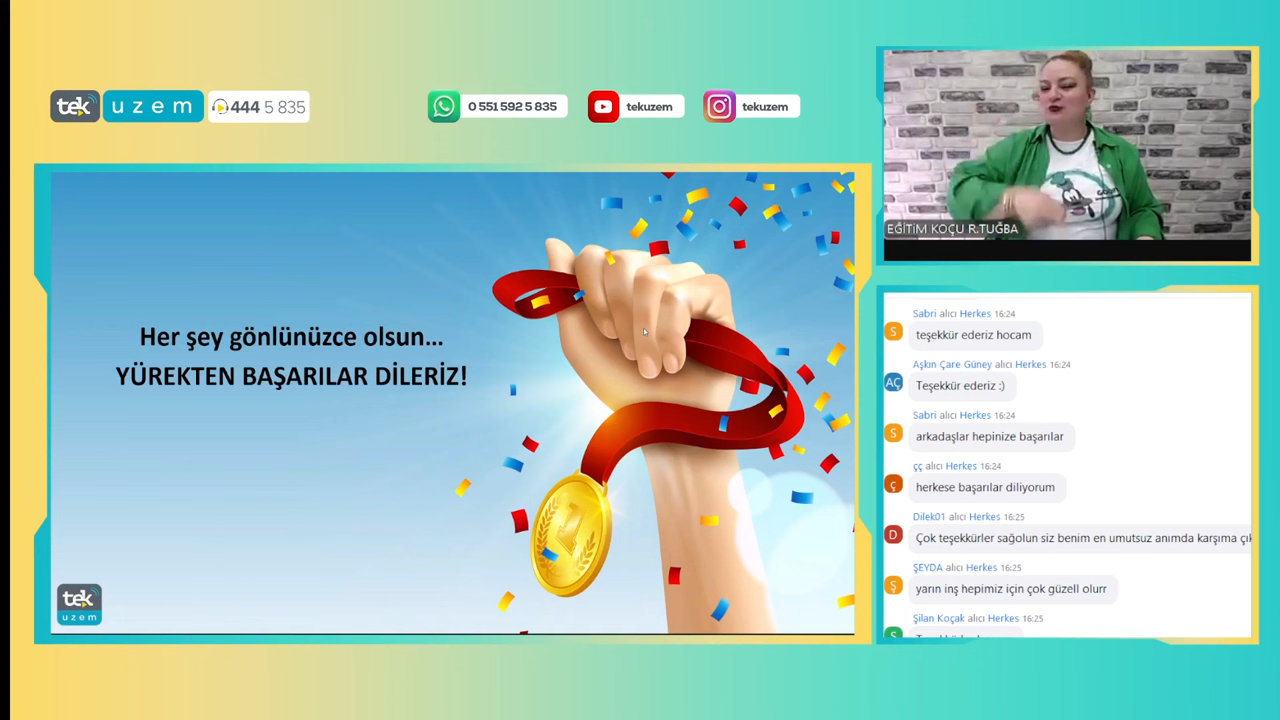 tek uzem 444 5 835
0 551 592 5 835
tekuzem
tekuzem
Her şey gönlünüzce olsun...
YÜREKTEN BAŞARILAR DİLERİZ!
1
tek
uzem
EĞİTİM KOÇU R.TUĞBA
Sabri alıcı Herkes 16:24
S
teşekkür ederiz hocam
Aşkın Çare Güney alıcı Herkes 16:24
AÇ
Teşekkür ederiz :)
Sabri alıcı Herkes 16:24
S
arkadaşlar hepinize başarılar
çç alıcı Herkes 16:24
ç
herkese başarılar diliyorum
Dilek01 alıcı Herkes 16:25
D
Çok teşekkürler sağolun siz benim en umutsuz anımda karşıma çık
ŞEYDA alıcı Herkes 16:25
Ş
yarın inş hepimiz için çok güzell olurr
Şilan Koçak alıcı Herkes 16:25